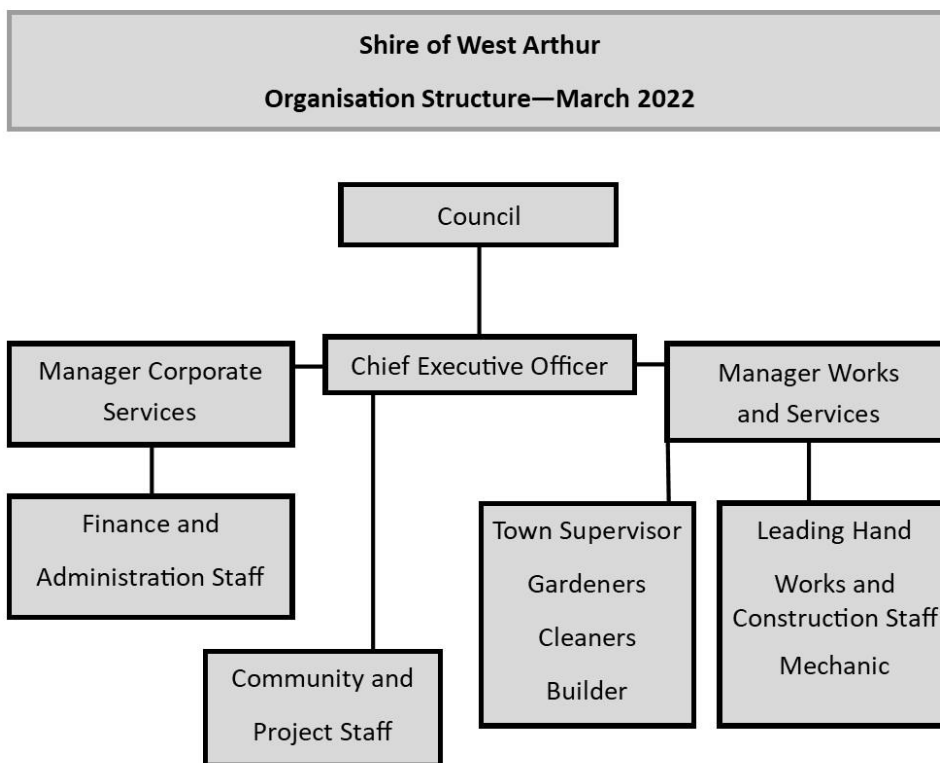 Shire of West Arthur
Organisation Structure—March 2022
Council
Chief Executive Officer
Manager Corporate
Services
Manager Works
and Services
Finance and
Administration Staff
Community and
Project Staff
Town Supervisor
Gardeners
Cleaners
Builder
Leading Hand
Works and
Construction Staff
Mechanic